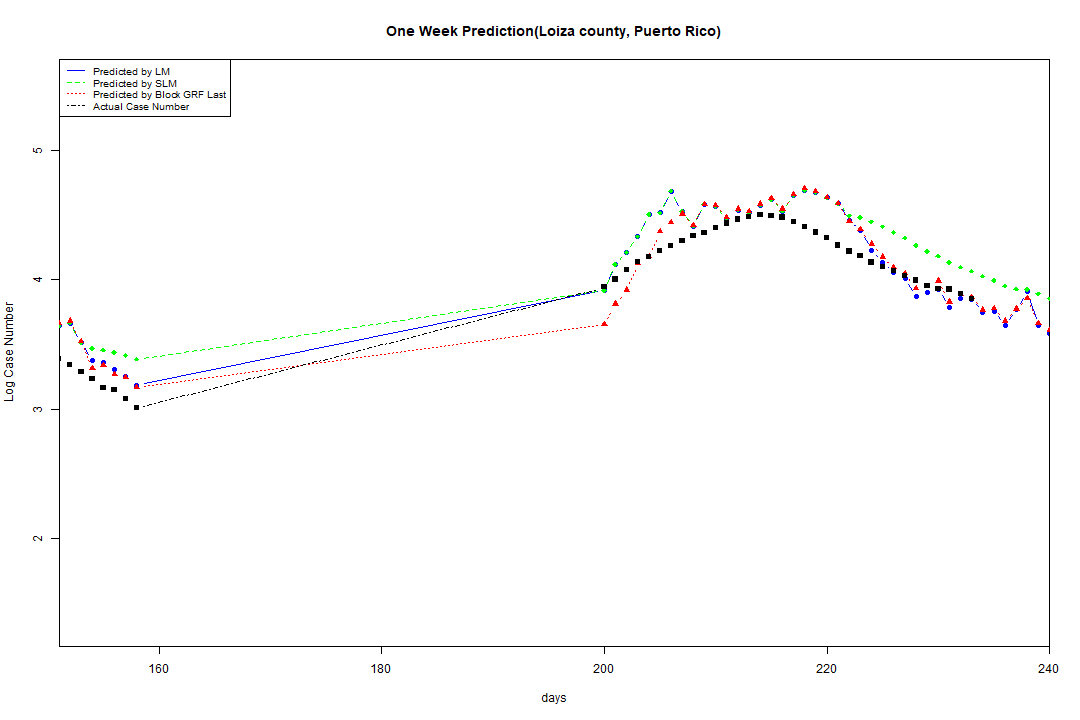 One Week Prediction(Loiza county, Puerto Rico)
Predicted by LM
Predicted by SLM
Predicted by Block GRF Last
Actual Case Number
5
4
3
2
Log Case Number
160 180 200 220 240
days